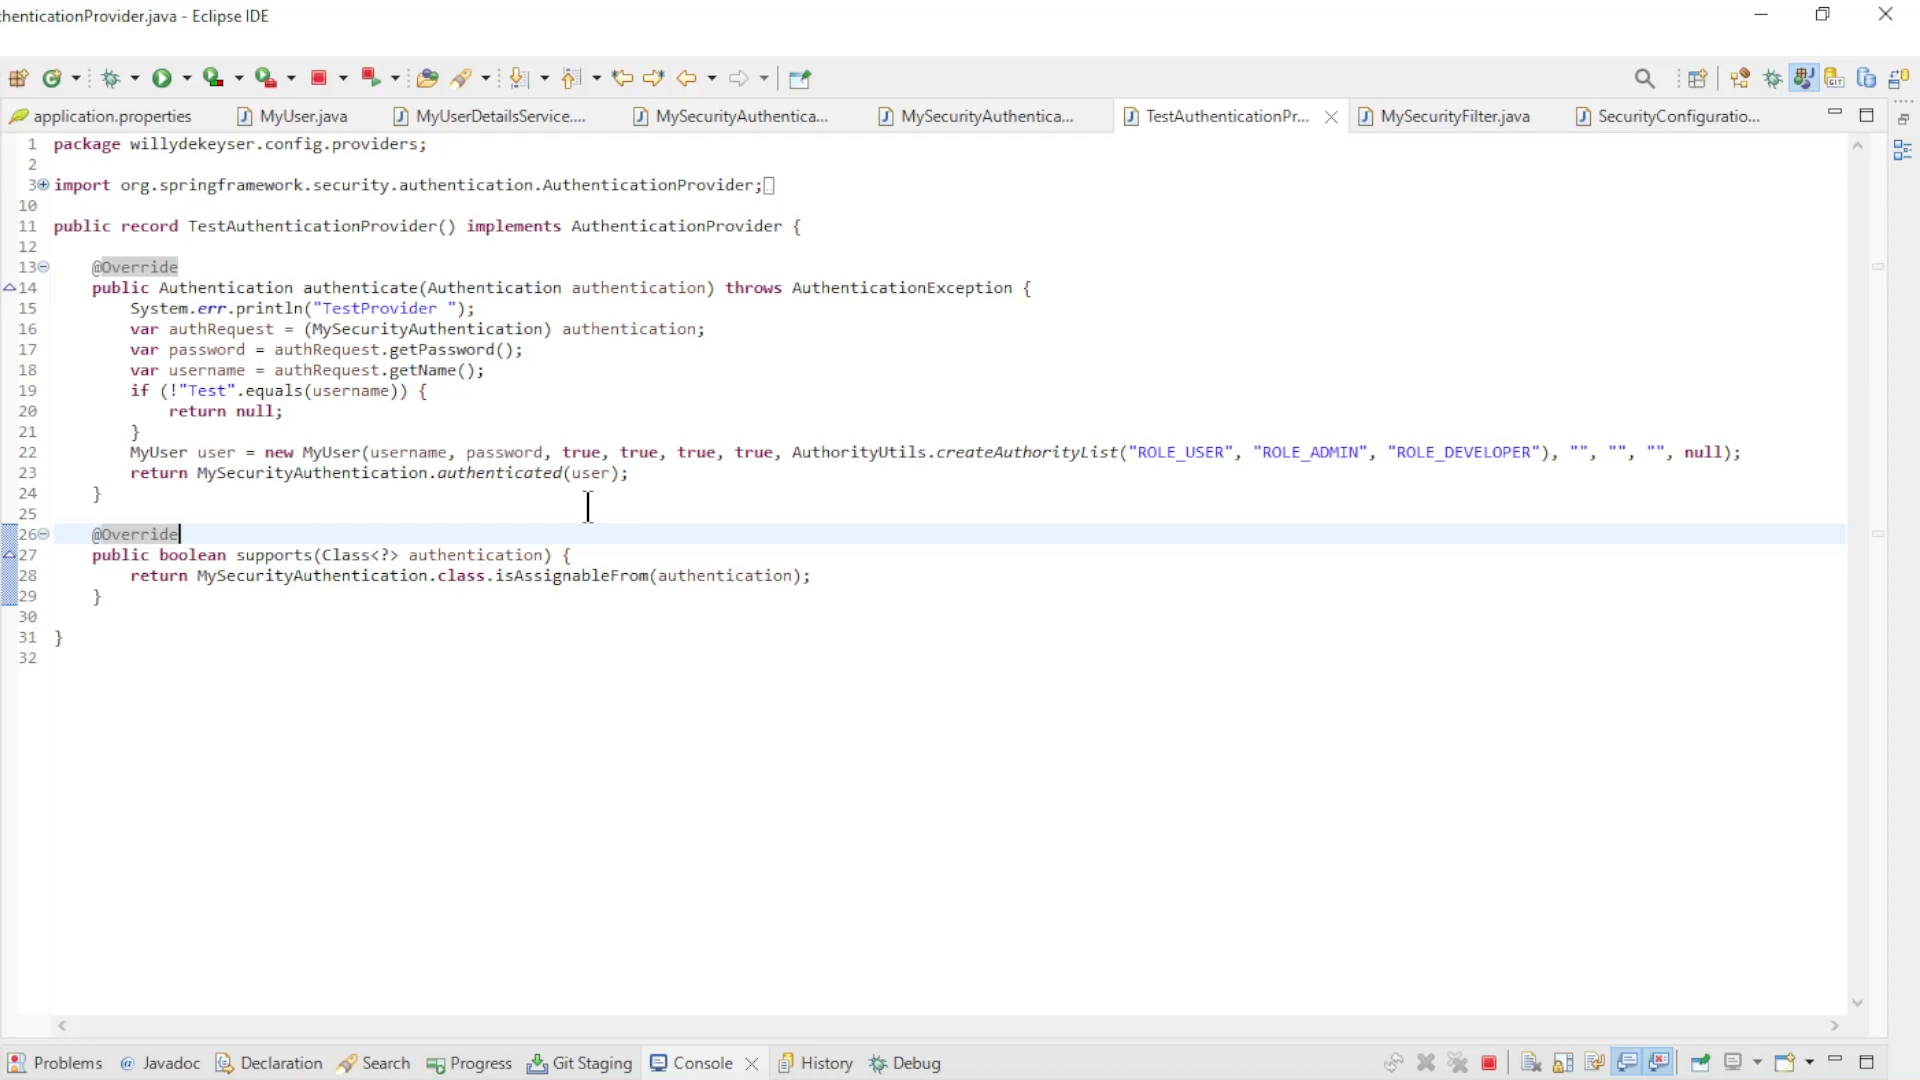 henticationProvider.java - Eclipse IDE
application.properties MyUser.java MyUserDetailsService.... MySecurityAuthentica... MySecurityAuthentica... TestAuthenticationPr... MySecurityFilter.java SecurityConfiguratio...
1 package willydekeyser.config.providers;
2
3 import org.springframework.security.authentication.AuthenticationProvider;
10
11 public record TestAuthenticationProvider() implements AuthenticationProvider {
12
13 @Override
14 public Authentication authenticate(Authentication authentication) throws AuthenticationException {
15 System.err.println("TestProvider ");
16 var authRequest = (MySecurityAuthentication) authentication;
17 var password = authRequest.getPassword();
18 var username = authRequest.getName();
19 if (!"Test".equals(username)) {
20 return null;
21 }
22 MyUser user = new MyUser(username, password, true, true, true, true, AuthorityUtils.createAuthorityList("ROLE_USER", "ROLE_ADMIN", "ROLE_DEVELOPER"), "", "", "", null);
23 return MySecurityAuthentication.authenticated(user);
24 }
25
26 @Override
27 public boolean supports(Class<?> authentication) {
28 return MySecurityAuthentication.class.isAssignableFrom(authentication);
29 }
30
31 }
32
Problems Javadoc Declaration Search Progress Git Staging Console History Debug